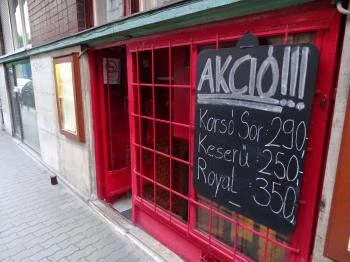 AKCIÓ!!!
Korsó Sör: 290,-
Keserű : 250,-
Royal : 350,-